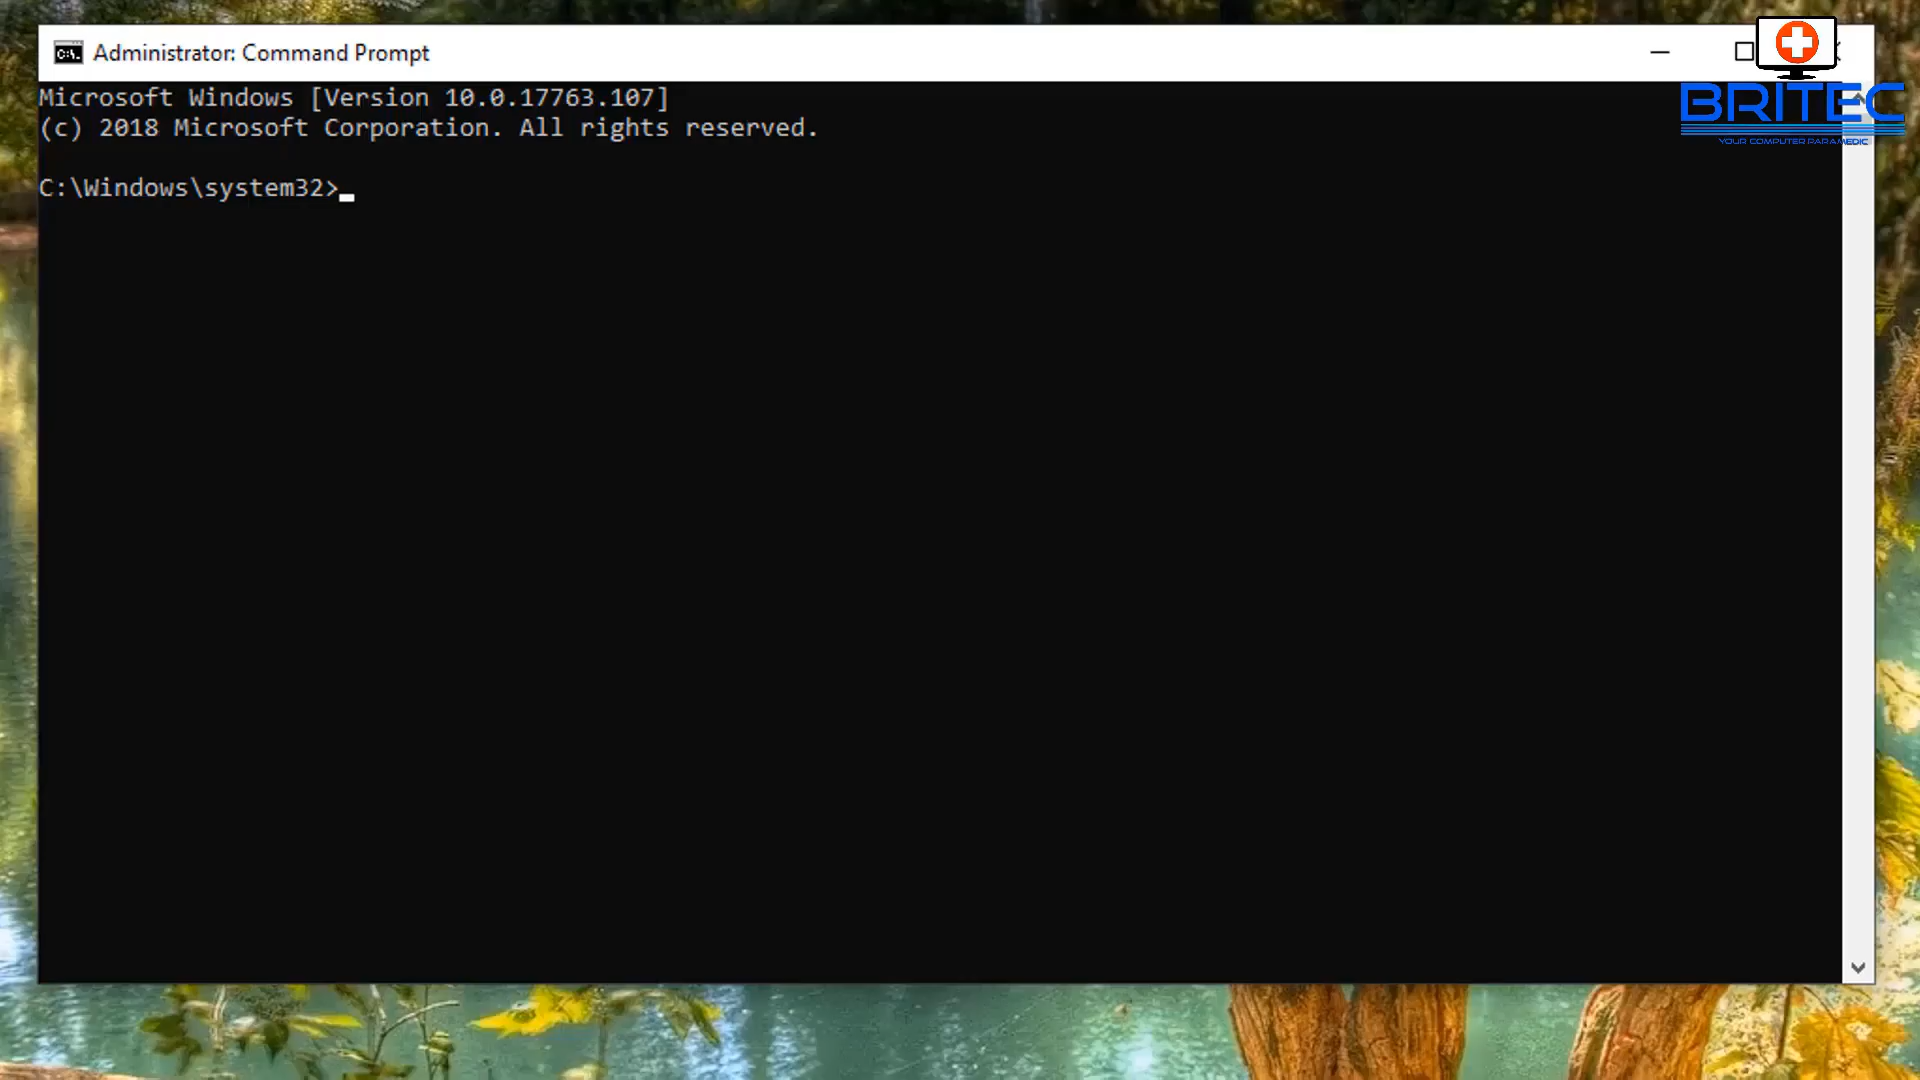 Administrator: Command Prompt
BRITEC
YOUR COMPUTER PARAMEDIC
Microsoft Windows [Version 10.0.17763.107]
(c) 2018 Microsoft Corporation. All rights reserved.
C:\Windows\system32>